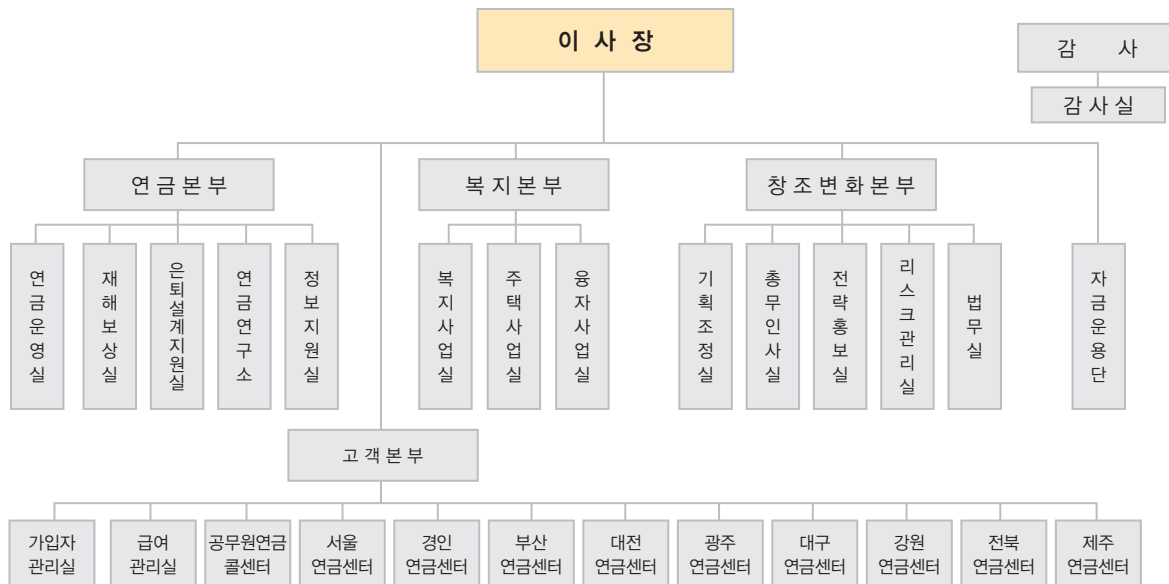 이 사 장
감 사
감사실
연금본부
복지본부
창조변화본부
연금운영실
재해보상실
은퇴설계지원실
연금연구소
정보지원실
복지사업실
주택사업실
융자사업실
기획조정실
총무인사실
전략홍보실
리스크관리실
법무실
자금운용단
고객본부
가입자
관리실
급여
관리실
공무원연금
콜센터
서울
연금센터
경인
연금센터
부산
연금센터
대전
연금센터
광주
연금센터
대구
연금센터
강원
연금센터
전북
연금센터
제주
연금센터